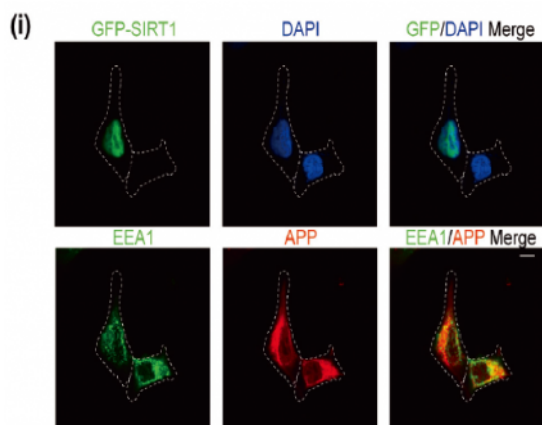 (i)
GFP-SIRT1 DAPI GFP/DAPI Merge
EEA1 APP EEA1/APP Merge